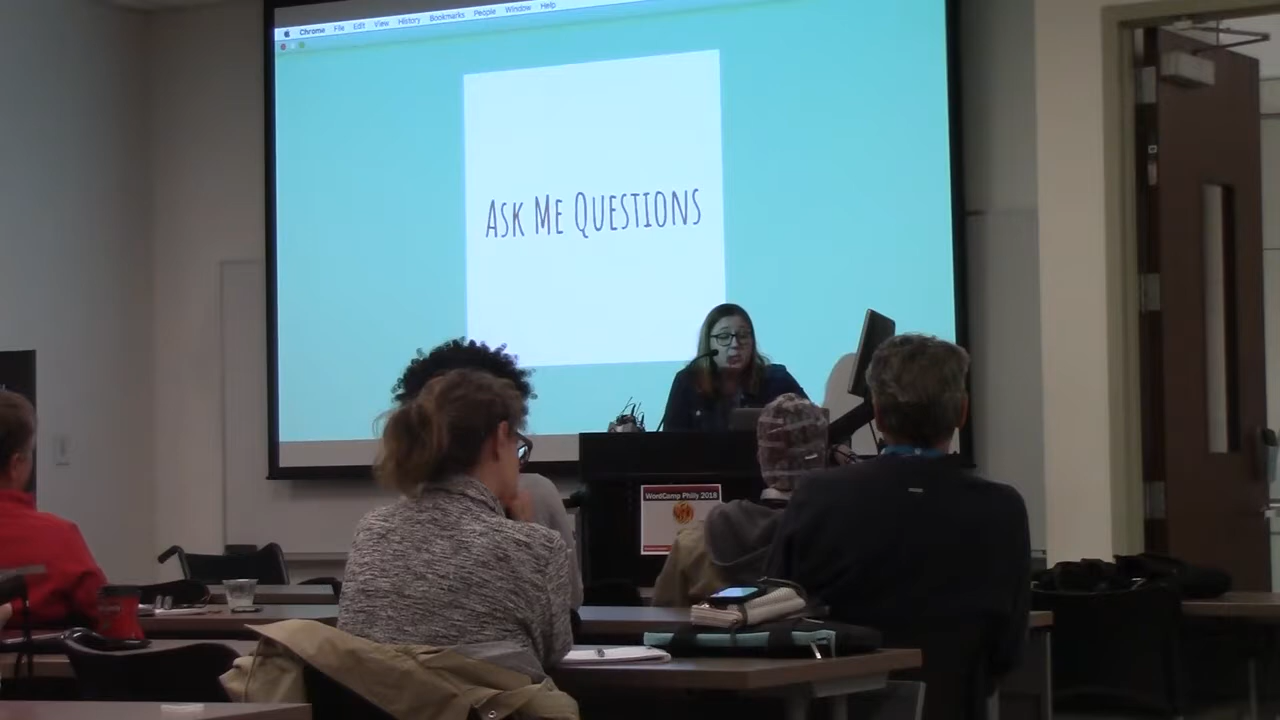 Chrome File Edit View History Bookmarks People Window Help
Ask Me Questions
WordCamp Philly 2018